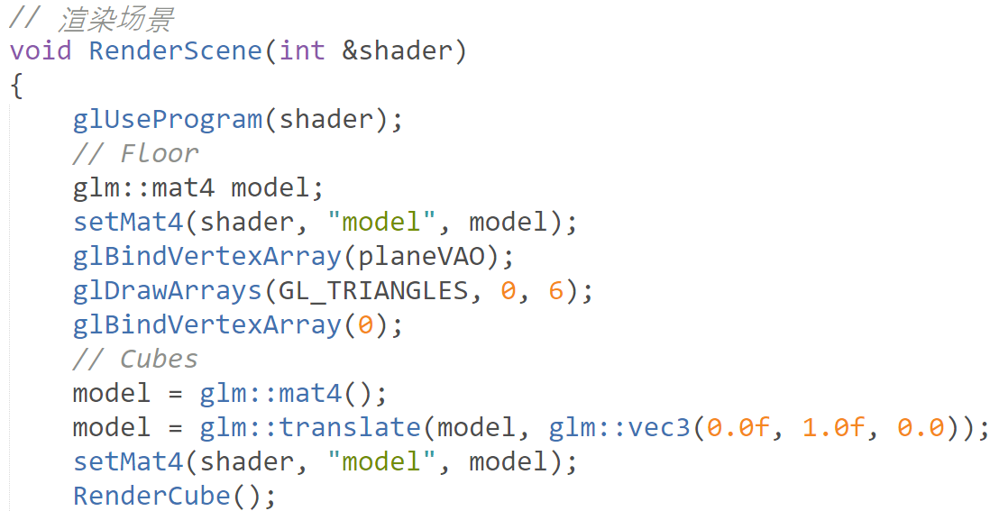 // 渲染场景
void RenderScene(int &shader)
{
    glUseProgram(shader);
    // Floor
    glm::mat4 model;
    setMat4(shader, "model", model);
    glBindVertexArray(planeVAO);
    glDrawArrays(GL_TRIANGLES, 0, 6);
    glBindVertexArray(0);
    // Cubes
    model = glm::mat4();
    model = glm::translate(model, glm::vec3(0.0f, 1.0f, 0.0));
    setMat4(shader, "model", model);
    RenderCube();